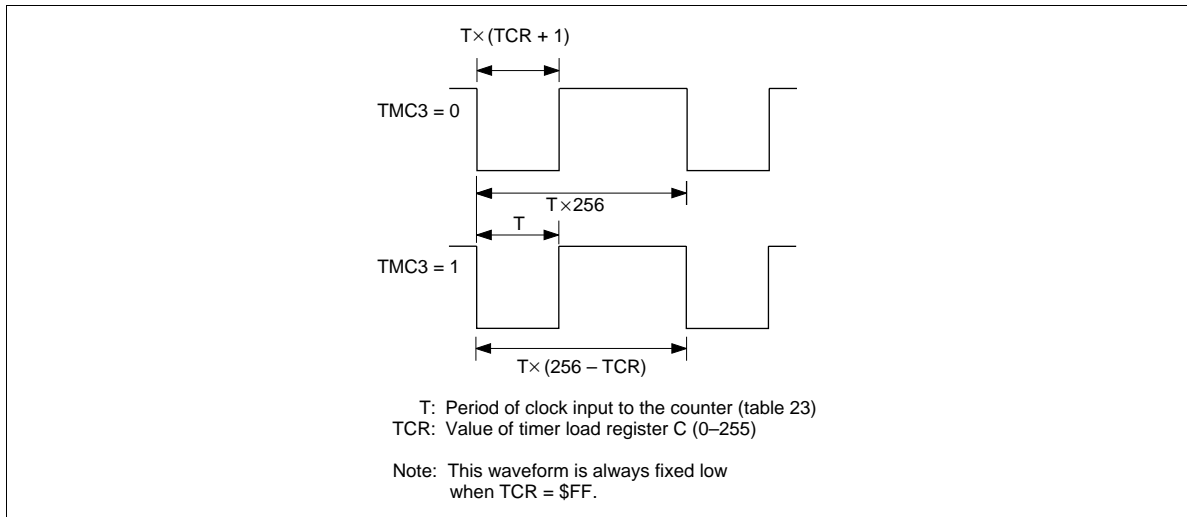 T×(TCR + 1)
TMC3 = 0
T×256
T
TMC3 = 1
T×(256 – TCR)
T: Period of clock input to the counter (table 23)
TCR: Value of timer load register C (0–255)
Note: This waveform is always fixed low
when TCR = $FF.